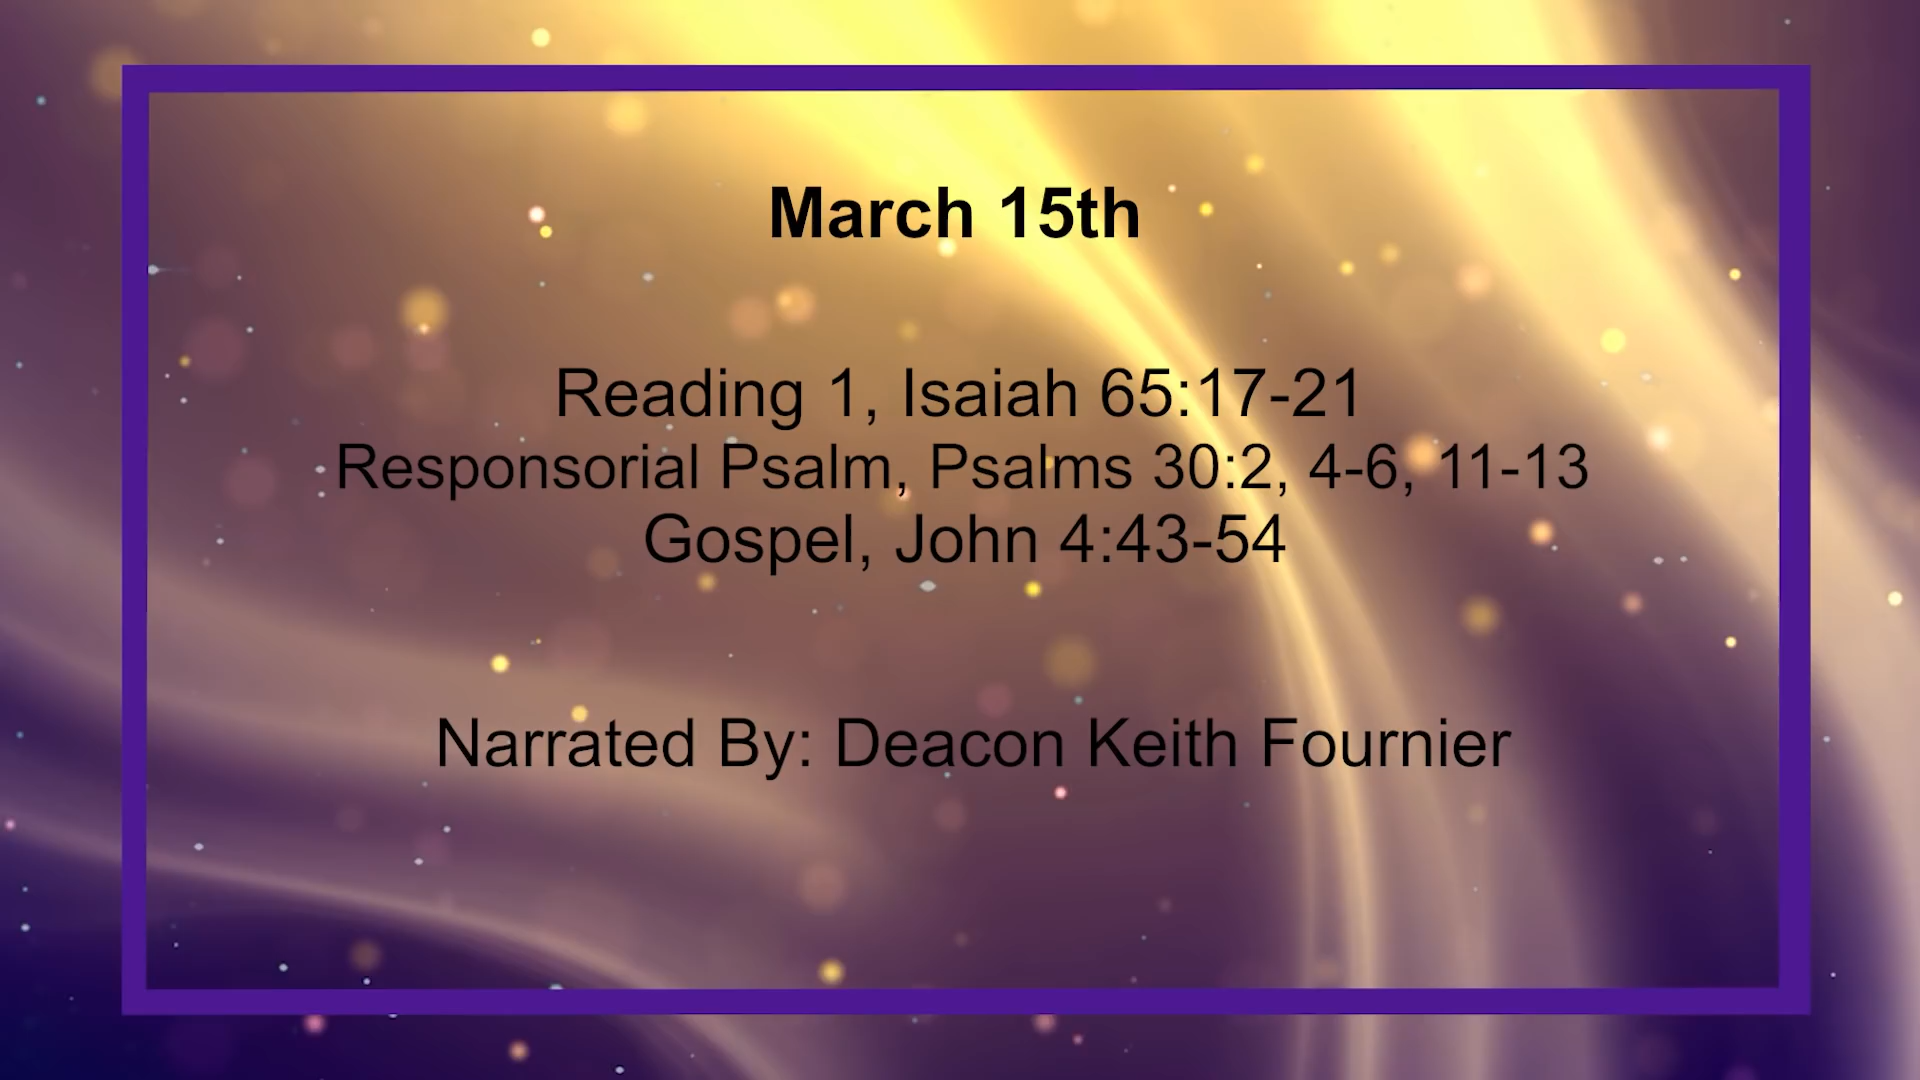 March 15th
Reading 1, Isaiah 65:17-21
Responsorial Psalm, Psalms 30:2, 4-6, 11-13
Gospel, John 4:43-54
Narrated By: Deacon Keith Fournier